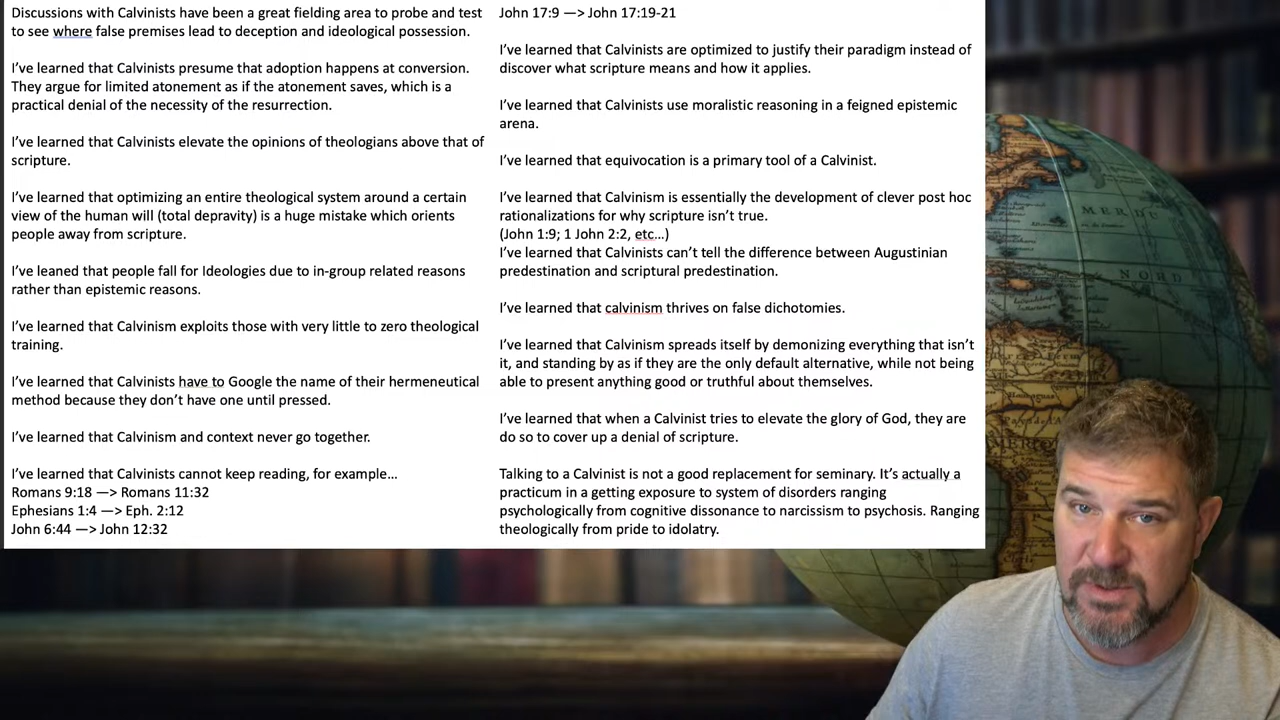 Discussions with Calvinists have been a great fielding area to probe and test
to see where false premises lead to deception and ideological possession.
I've learned that Calvinists presume that adoption happens at conversion.
They argue for limited atonement as if the atonement saves, which is a
practical denial of the necessity of the resurrection.
I've learned that Calvinists elevate the opinions of theologians above that of
scripture.
I've learned that optimizing an entire theological system around a certain
view of the human will (total depravity) is a huge mistake which orients
people away from scripture.
I've leaned that people fall for Ideologies due to in-group related reasons
rather than epistemic reasons.
I've learned that Calvinism exploits those with very little to zero theological
training.
I've learned that Calvinists have to Google the name of their hermeneutical
method because they don't have one until pressed.
I've learned that Calvinism and context never go together.
I've learned that Calvinists cannot keep reading, for example…
Romans 9:18 —> Romans 11:32
Ephesians 1:4 —> Eph. 2:12
John 6:44 —> John 12:32
John 17:9 —> John 17:19-21
I've learned that Calvinists are optimized to justify their paradigm instead of
discover what scripture means and how it applies.
I've learned that Calvinists use moralistic reasoning in a feigned epistemic
arena.
I've learned that equivocation is a primary tool of a Calvinist.
I've learned that Calvinism is essentially the development of clever post hoc
rationalizations for why scripture isn't true.
(John 1:9; 1 John 2:2, etc…)
I've learned that Calvinists can't tell the difference between Augustinian
predestination and scriptural predestination.
I've learned that calvinism thrives on false dichotomies.
I've learned that Calvinism spreads itself by demonizing everything that isn't
it, and standing by as if they are the only default alternative, while not being
able to present anything good or truthful about themselves.
I've learned that when a Calvinist tries to elevate the glory of God, they are
do so to cover up a denial of scripture.
Talking to a Calvinist is not a good replacement for seminary. It's actually a
practicum in a getting exposure to system of disorders ranging
psychologically from cognitive dissonance to narcissism to psychosis. Ranging
theologically from pride to idolatry.
MER DU
NORD